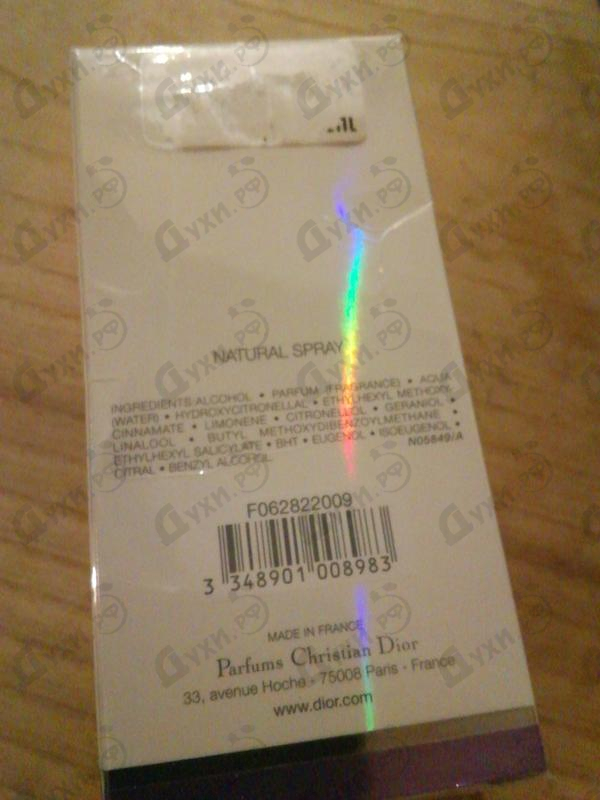 NATURAL SPRAY
INGREDIENTS: ALCOHOL • PARFUM (FRAGRANCE) • AQUA
(WATER) • HYDROXYCITRONELLAL • ETHYLHEXYL METHOXY-
CINNAMATE • LIMONENE • CITRONELLOL • GERANIOL •
LINALOOL • BUTYL METHOXYDIBENZOYLMETHANE •
ETHYLHEXYL SALICYLATE • BHT • EUGENOL • ISOEUGENOL •
CITRAL • BENZYL ALCOHOL
N05849/A
F062822009
3 348901 008983
MADE IN FRANCE
Parfums Christian Dior
33, avenue Hoche - 75008 Paris - France
www.dior.com
Духи.рф